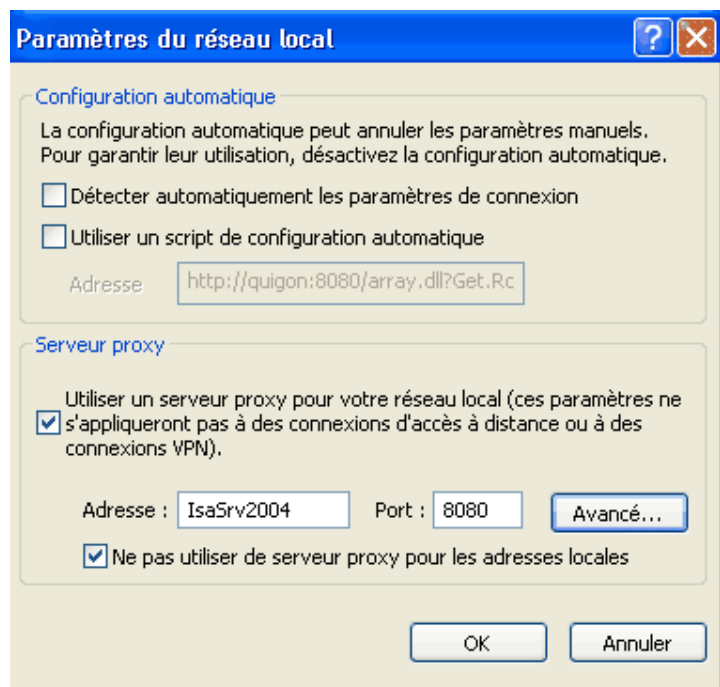 Paramètres du réseau local
Configuration automatique
La configuration automatique peut annuler les paramètres manuels.
Pour garantir leur utilisation, désactivez la configuration automatique.
Détecter automatiquement les paramètres de connexion
Utiliser un script de configuration automatique
Adresse http://quigon:8080/array.dll?Get.Rc
Serveur proxy
Utiliser un serveur proxy pour votre réseau local (ces paramètres ne
s'appliqueront pas à des connexions d'accès à distance ou à des
connexions VPN).
Adresse : IsaSrv2004 Port : 8080 Avancé...
Ne pas utiliser de serveur proxy pour les adresses locales
OK Annuler